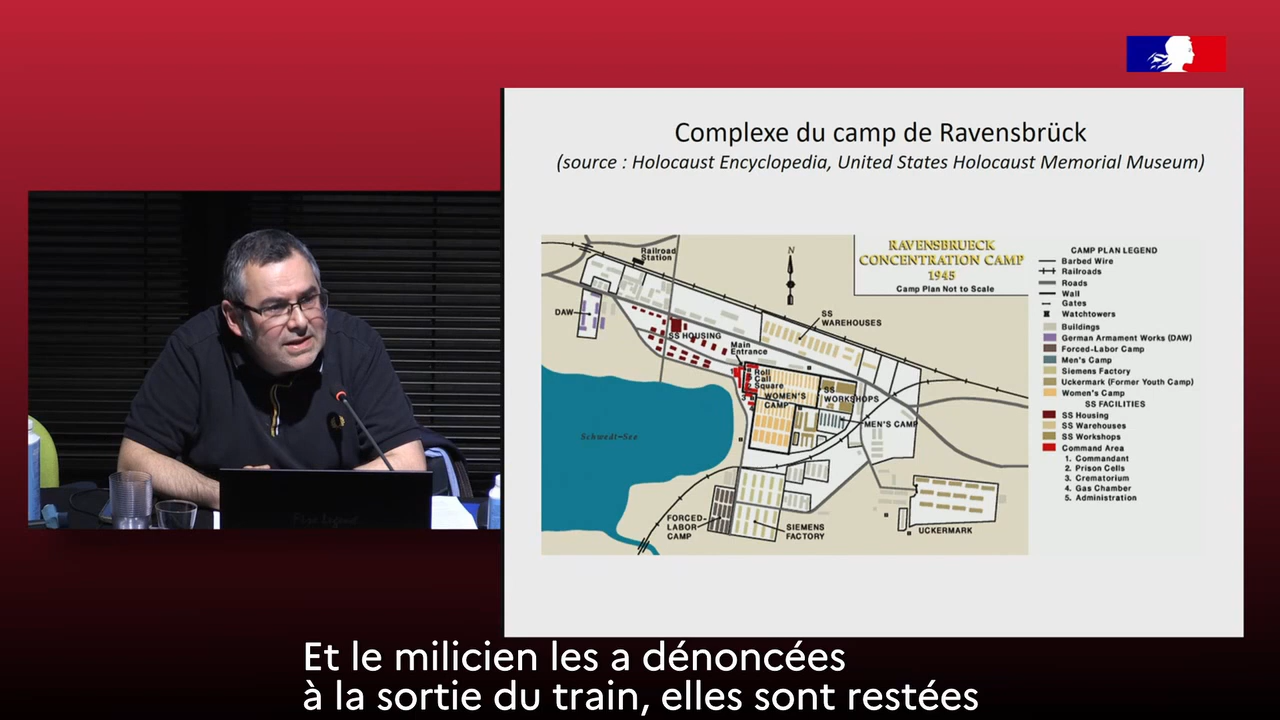 Complexe du camp de Ravensbrück
(source : Holocaust Encyclopedia, United States Holocaust Memorial Museum)
RAVENSBRUECK
CONCENTRATION CAMP
1945
Camp Plan Not to Scale
N
Railroad
Station
DAW
SS HOUSING
SS
WAREHOUSES
Main
Entrance
Roll
Call
Square
WOMEN'S
CAMP
SS
WORKSHOPS
MEN'S CAMP
Schwedt-See
FORCED-
LABOR
CAMP
SIEMENS
FACTORY
UCKERMARK
CAMP PLAN LEGEND
Barbed Wire
Railroads
Roads
Wall
Gates
Watchtowers
Buildings
German Armament Works (DAW)
Forced-Labor Camp
Men's Camp
Siemens Factory
Uckermark (Former Youth Camp)
Women's Camp
SS FACILITIES
SS Housing
SS Warehouses
SS Workshops
Command Area
1. Commandant
2. Prison Cells
3. Crematorium
4. Gas Chamber
5. Administration
Et le milicien les a dénoncées
à la sortie du train, elles sont restées